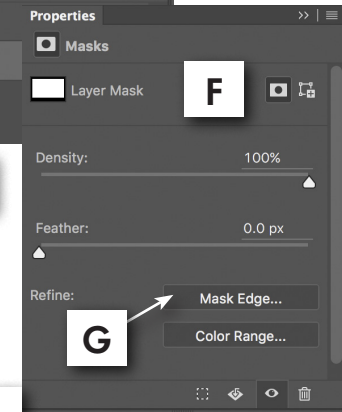 Properties
Masks
Layer Mask
F
Density: 100%
Feather: 0.0 px
Refine: Mask Edge...
G
Color Range...